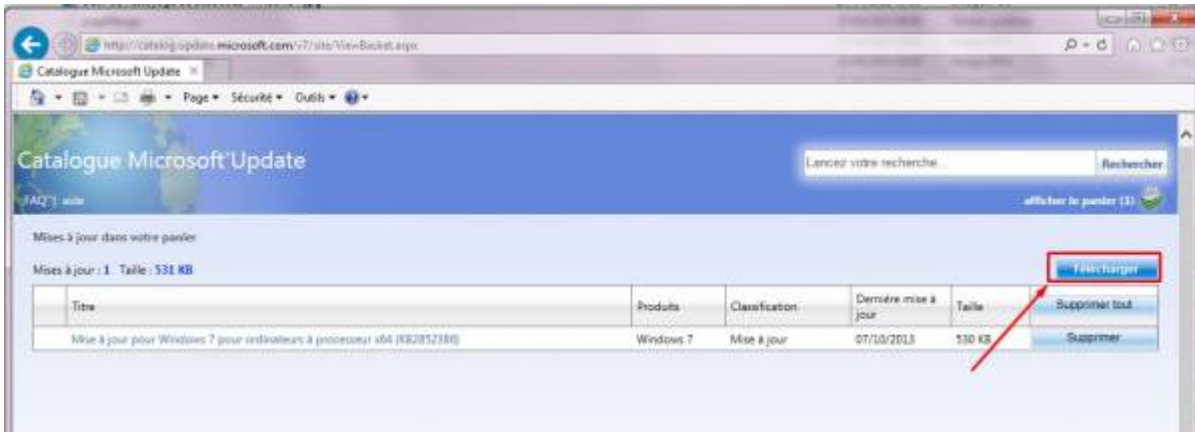 http://catalog.update.microsoft.com/v7/site/ViewBasket.aspx
Catalogue Microsoft Update
Page Sécurité Outils
Catalogue Microsoft Update
Lancez votre recherche...
Rechercher
FAQ | aide
afficher le panier (1)
Mises à jour dans votre panier
Mises à jour : 1 Taille : 531 KB
Télécharger
Titre Produits Classification Dernière mise à jour Taille Supprimer tout
Mise à jour pour Windows 7 pour ordinateurs à processeur x64 (KB2852386) Windows 7 Mise à jour 07/10/2013 530 KB Supprimer